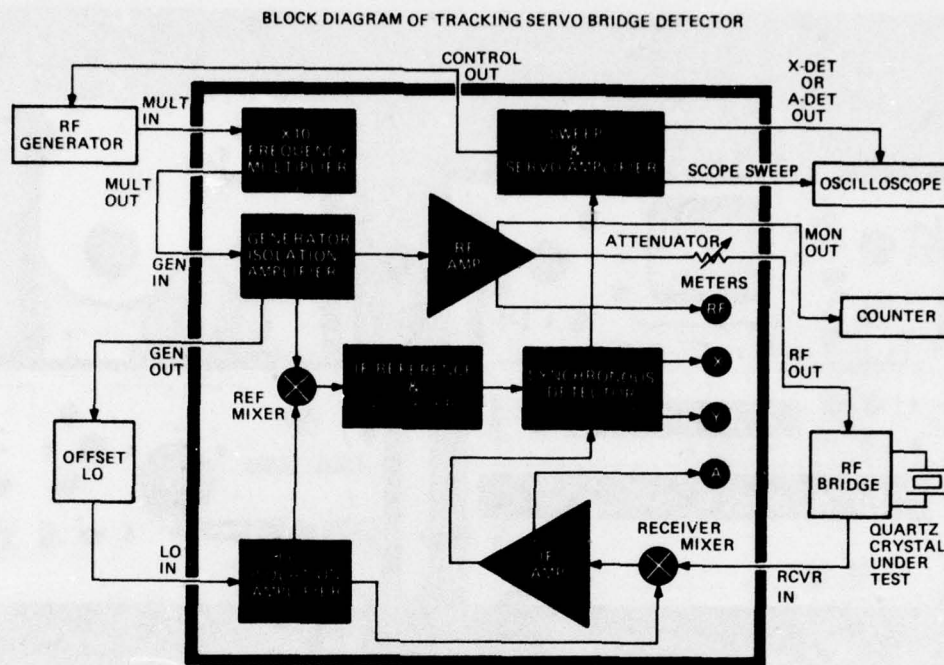 BLOCK DIAGRAM OF TRACKING SERVO BRIDGE DETECTOR
CONTROL
OUT
X-DET
OR
A-DET
OUT
MULT
IN
RF
GENERATOR
X10
FREQUENCY
MULTIPLIER
SWEEP
&
SERVO AMPLIFIER
SCOPE SWEEP
OSCILLOSCOPE
MULT
OUT
GEN
IN
GENERATOR
ISOLATION
AMPLIFIER
RF
AMP
ATTENUATOR
MON
OUT
METERS
RF
COUNTER
GEN
OUT
REF
MIXER
IF REFERENCE
&
SYNCHRONOUS
DETECTOR
X
Y
A
RF
OUT
OFFSET
LO
RF
BRIDGE
LO
IN
AMPLIFIER
IF
AMP
RECEIVER
MIXER
RCVR
IN
QUARTZ
CRYSTAL
UNDER
TEST